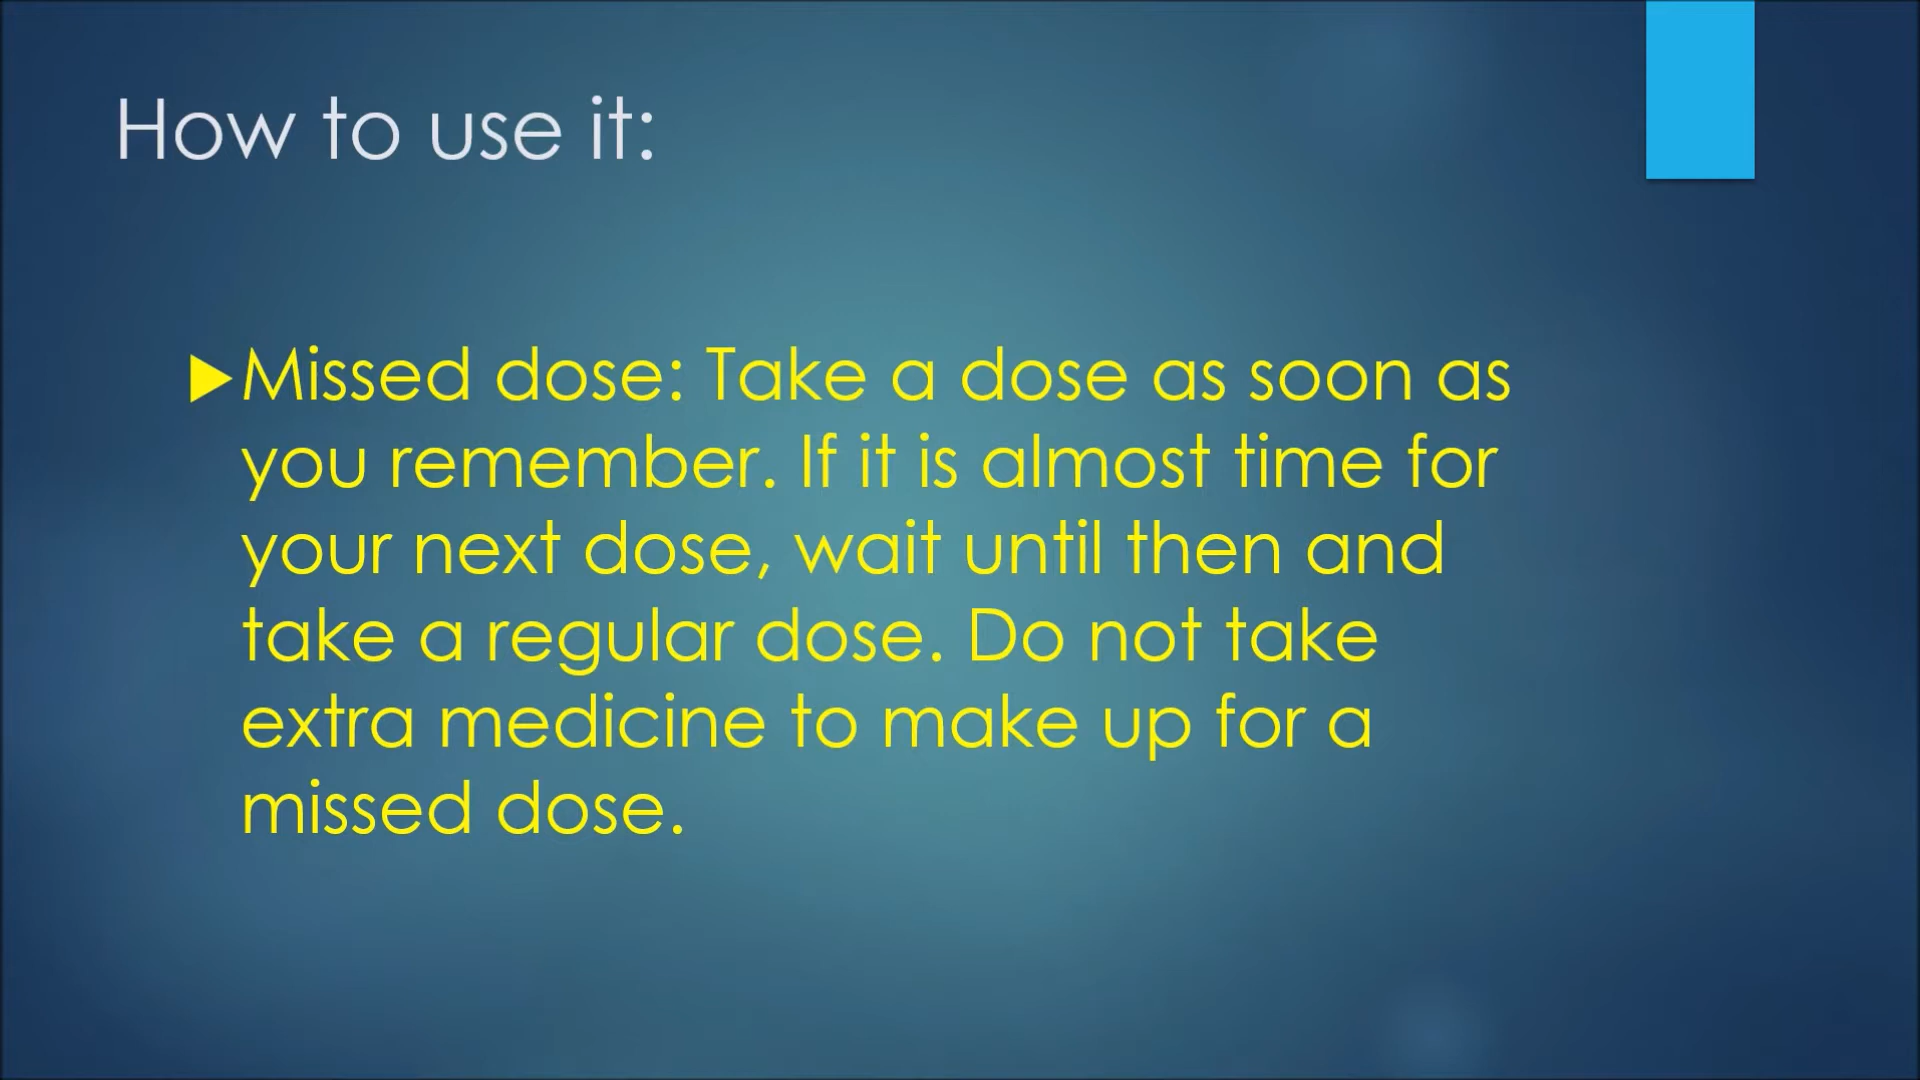 How to use it:
Missed dose: Take a dose as soon as
you remember. If it is almost time for
your next dose, wait until then and
take a regular dose. Do not take
extra medicine to make up for a
missed dose.